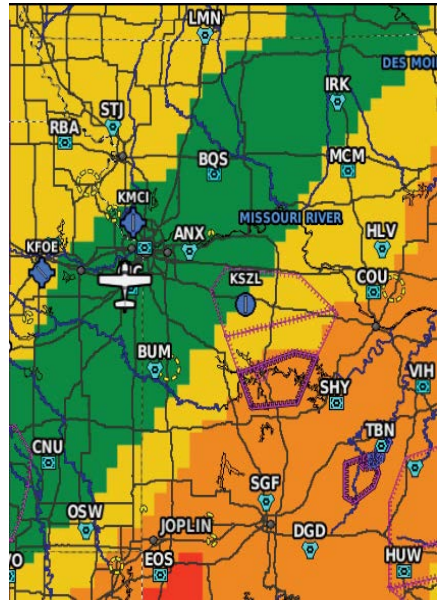 LMN
DES MO
IRK
STJ
RBA
BQS
MCM
KMCI
MISSOURI RIVER
HLV
ANX
KFOE
COU
KSZL
BUM
SHY
VIH
TBN
CNU
SGF
OSW
JOPLIN
DGD
EOS
HUW